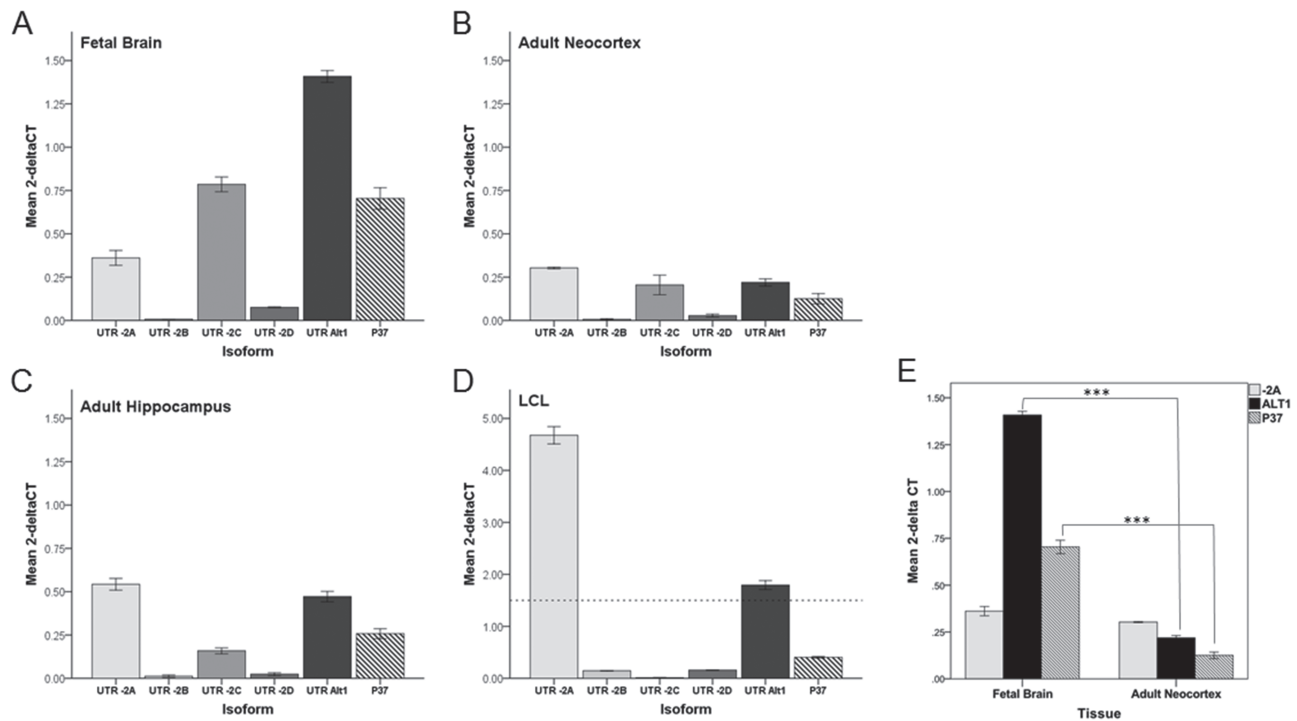 A
Fetal Brain
Mean 2-deltaCT
1.50
1.25
1.00
0.75
0.50
0.25
0.00
UTR -2A UTR -2B UTR -2C UTR -2D UTR Alt1 P37
Isoform
B
Adult Neocortex
Mean 2-deltaCT
1.50
1.25
1.00
0.75
0.50
0.25
0.00
UTR -2A UTR -2B UTR -2C UTR -2D UTR Alt1 P37
Isoform
C
Adult Hippocampus
Mean 2-deltaCT
1.50
1.25
1.00
0.75
0.50
0.25
0.00
UTR -2A UTR -2B UTR -2C UTR -2D UTR Alt1 P37
Isoform
D
LCL
Mean 2-deltaCT
5.00
4.00
3.00
2.00
1.00
0.00
UTR -2A UTR -2B UTR -2C UTR -2D UTR Alt1 P37
Isoform
E
-2A
ALT1
P37
***
***
Mean 2-delta CT
1.50
1.25
1.00
.75
.50
.25
.00
Fetal Brain Adult Neocortex
Tissue